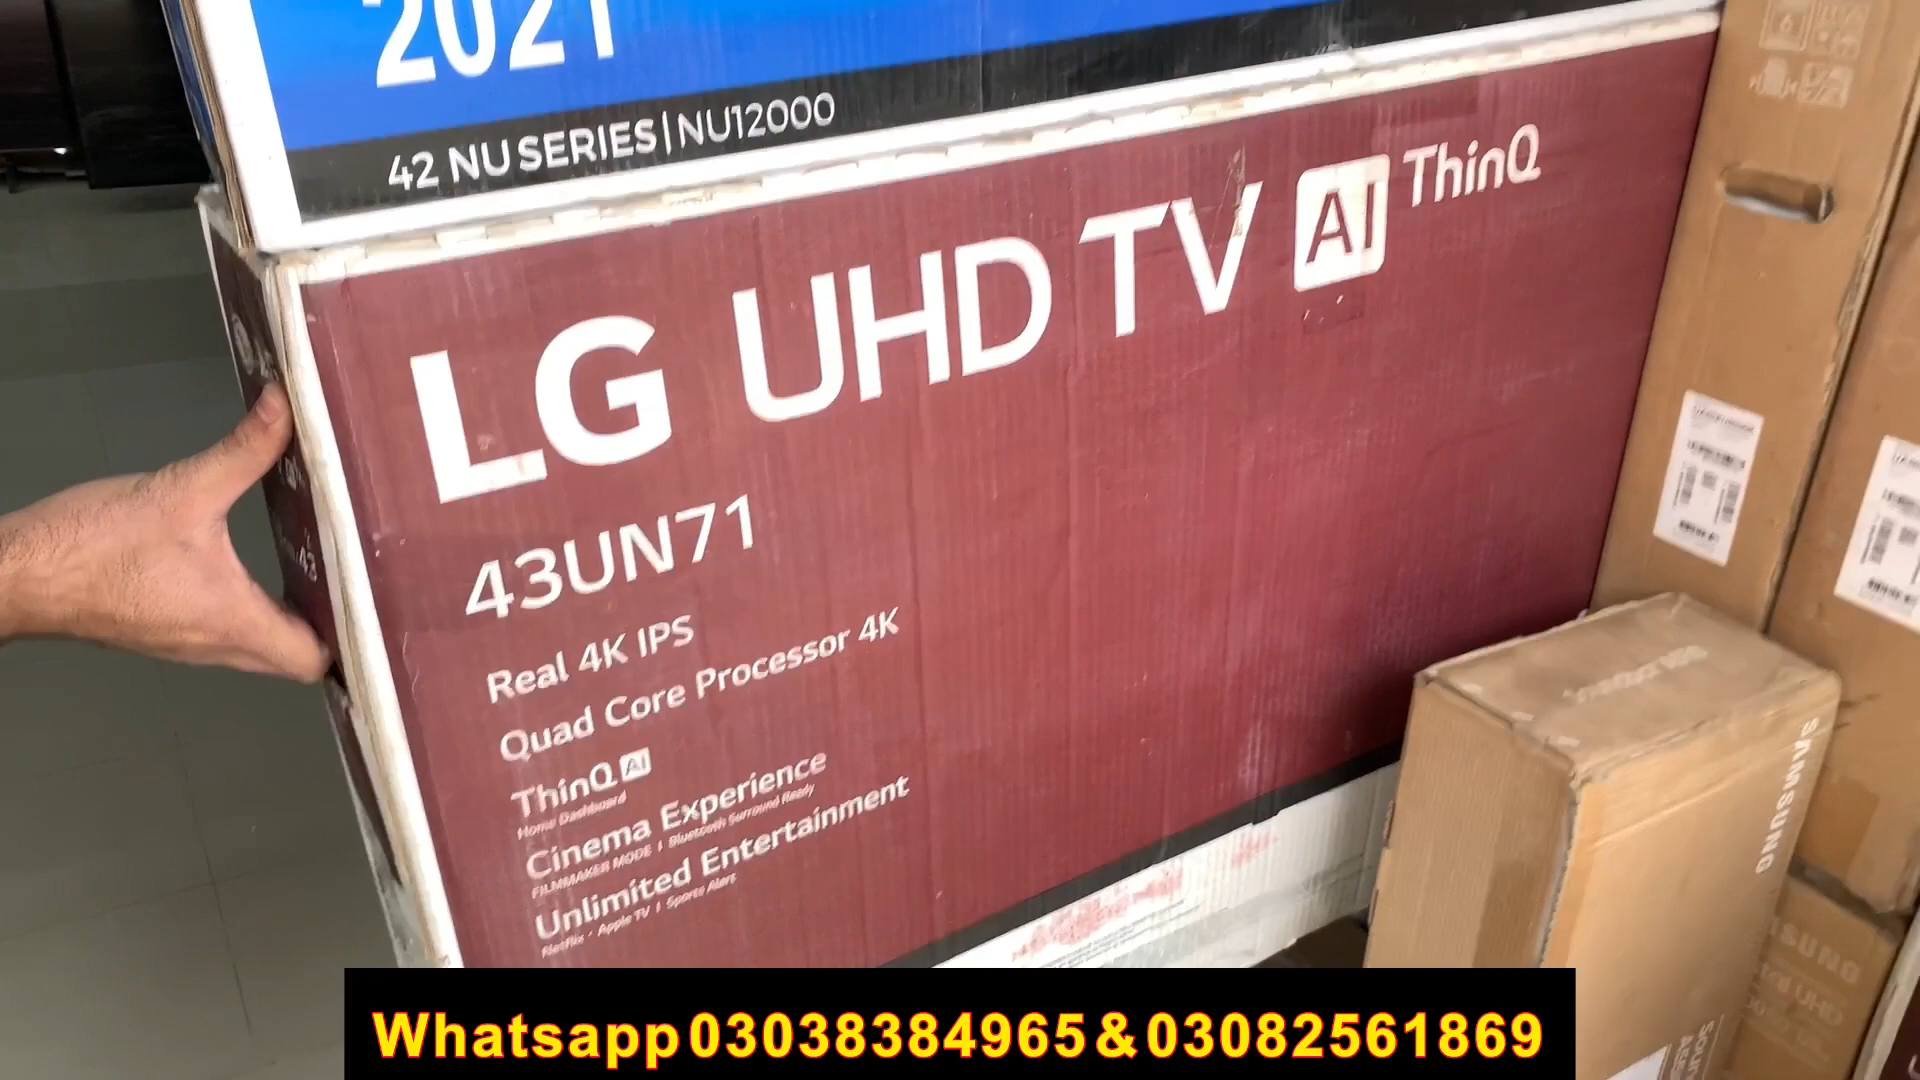 2021
42 NU SERIES|NU12000
LG UHD TV AI ThinQ
43UN71
Real 4K IPS
Quad Core Processor 4K
ThinQ AI
Home Dashboard
Cinema Experience
FILMMAKER MODE | Bluetooth Surround Ready
Unlimited Entertainment
Netflix · Apple TV | Sports Alert
43
SAMSUNG
Whatsapp 03038384965 & 03082561869